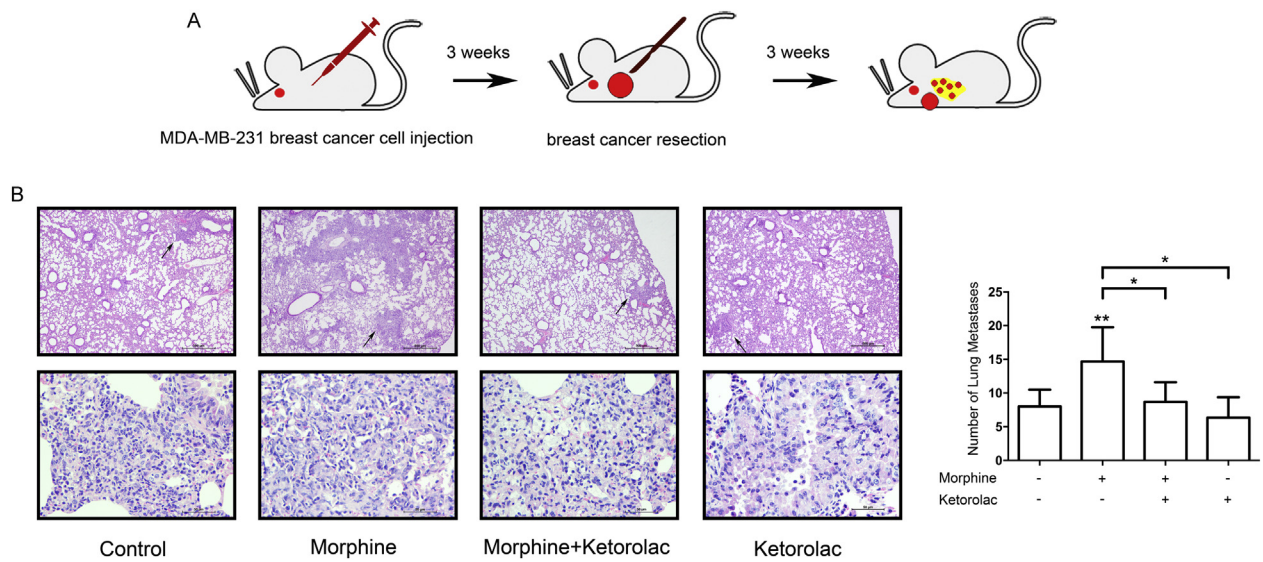 A
3 weeks
3 weeks
MDA-MB-231 breast cancer cell injection
breast cancer resection
B
Control
Morphine
Morphine+Ketorolac
Ketorolac
Number of Lung Metastases
25
20
15
10
5
0
*
*
**
Morphine - + + -
Ketorolac - - + +